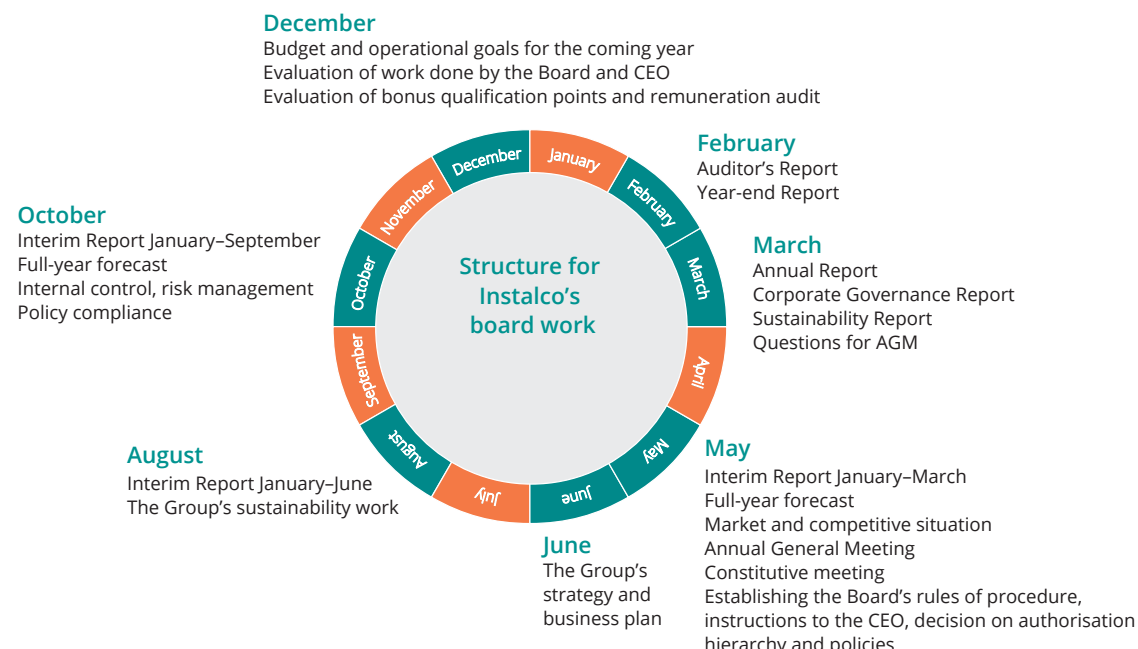 December
Budget and operational goals for the coming year
Evaluation of work done by the Board and CEO
Evaluation of bonus qualification points and remuneration audit
February
Auditor's Report
Year-end Report
March
Annual Report
Corporate Governance Report
Sustainability Report
Questions for AGM
May
Interim Report January–March
Full-year forecast
Market and competitive situation
Annual General Meeting
Constitutive meeting
Establishing the Board's rules of procedure,
instructions to the CEO, decision on authorisation
hierarchy and policies
June
The Group's
strategy and
business plan
August
Interim Report January–June
The Group's sustainability work
October
Interim Report January–September
Full-year forecast
Internal control, risk management
Policy compliance
Structure for
Instalco's
board work
January
February
March
April
May
June
July
August
September
October
November
December